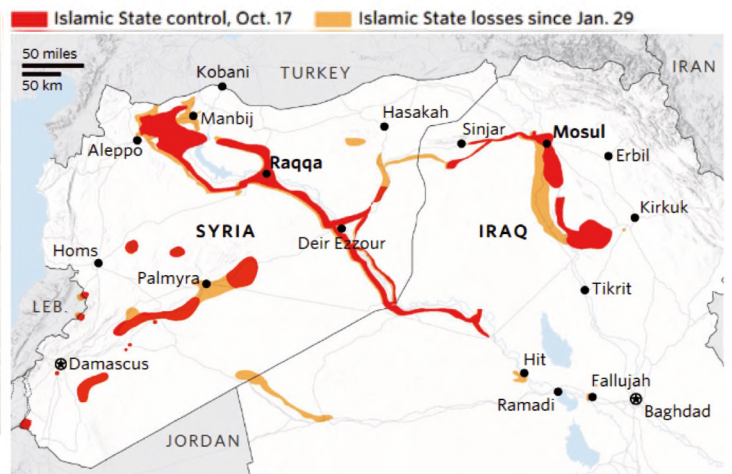 Islamic State control, Oct. 17
Islamic State losses since Jan. 29
50 miles
50 km
Kobani
TURKEY
IRAN
Manbij
Hasakah
Sinjar
Mosul
Aleppo
Erbil
Raqqa
Kirkuk
SYRIA
IRAQ
Deir Ezzour
Homs
Palmyra
Tikrit
LEB.
Damascus
Hit
Fallujah
Ramadi
Baghdad
JORDAN